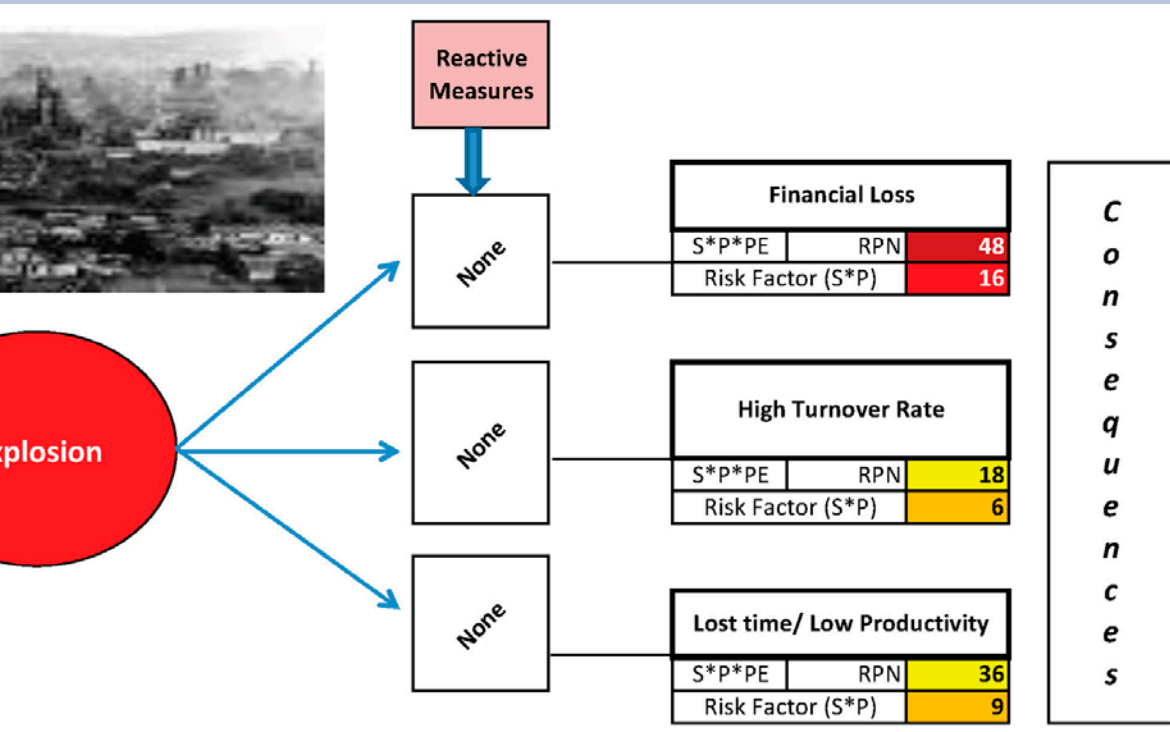 Reactive
Measures
None
Financial Loss
S*P*PE RPN 48
Risk Factor (S*P) 16
xplosion
None
High Turnover Rate
S*P*PE RPN 18
Risk Factor (S*P) 6
None
Lost time/ Low Productivity
S*P*PE RPN 36
Risk Factor (S*P) 9
C
o
n
s
e
q
u
e
n
c
e
s